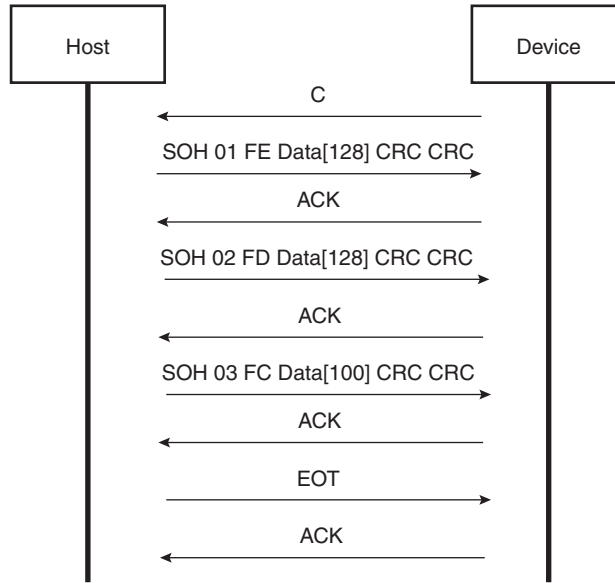 Host
Device
C
SOH 01 FE Data[128] CRC CRC
ACK
SOH 02 FD Data[128] CRC CRC
ACK
SOH 03 FC Data[100] CRC CRC
ACK
EOT
ACK